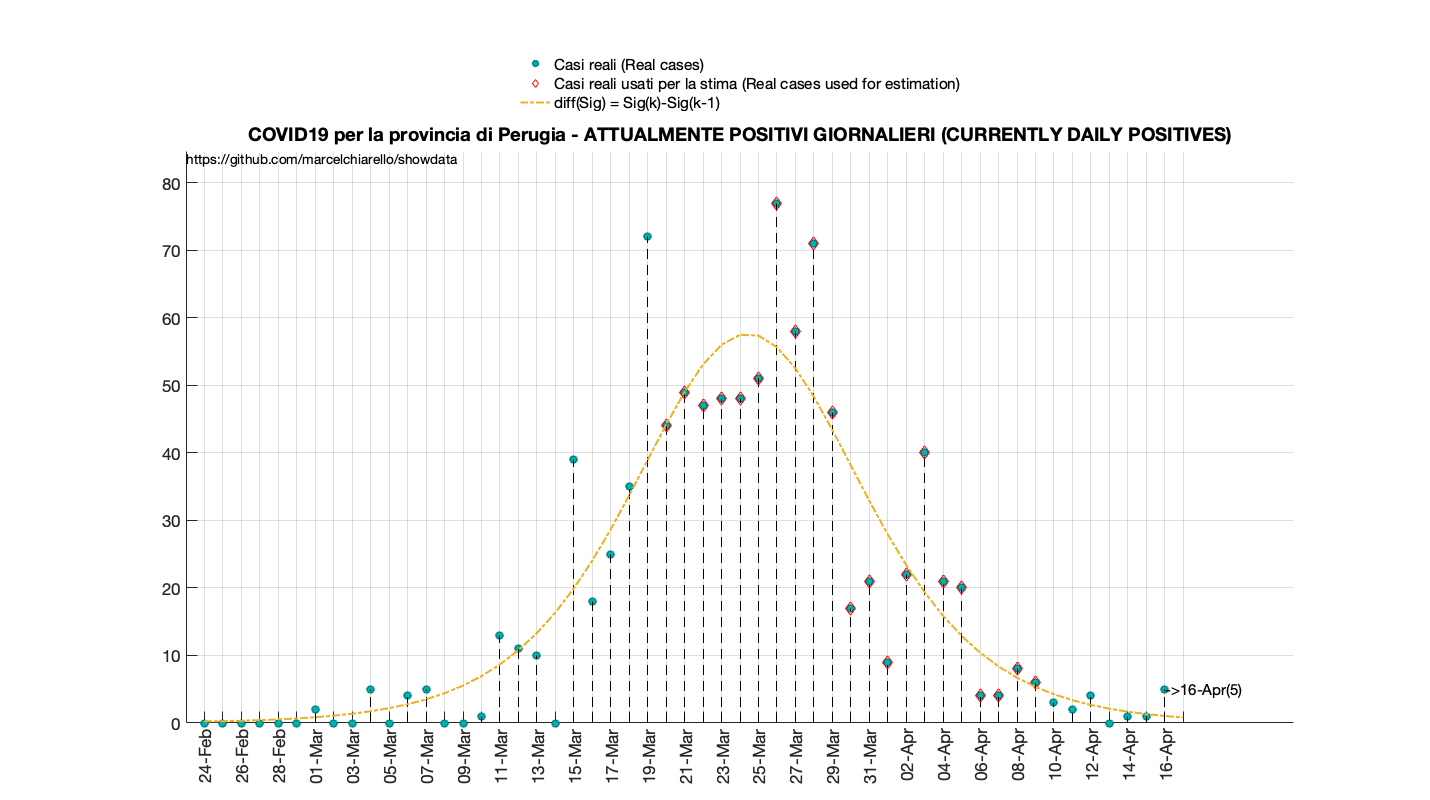 Casi reali (Real cases)
Casi reali usati per la stima (Real cases used for estimation)
diff(Sig) = Sig(k)-Sig(k-1)
COVID19 per la provincia di Perugia - ATTUALMENTE POSITIVI GIORNALIERI (CURRENTLY DAILY POSITIVES)
https://github.com/marcelchiarello/showdata
80
70
60
50
40
30
20
10
0
->16-Apr(5)
24-Feb
26-Feb
28-Feb
01-Mar
03-Mar
05-Mar
07-Mar
09-Mar
11-Mar
13-Mar
15-Mar
17-Mar
19-Mar
21-Mar
23-Mar
25-Mar
27-Mar
29-Mar
31-Mar
02-Apr
04-Apr
06-Apr
08-Apr
10-Apr
12-Apr
14-Apr
16-Apr